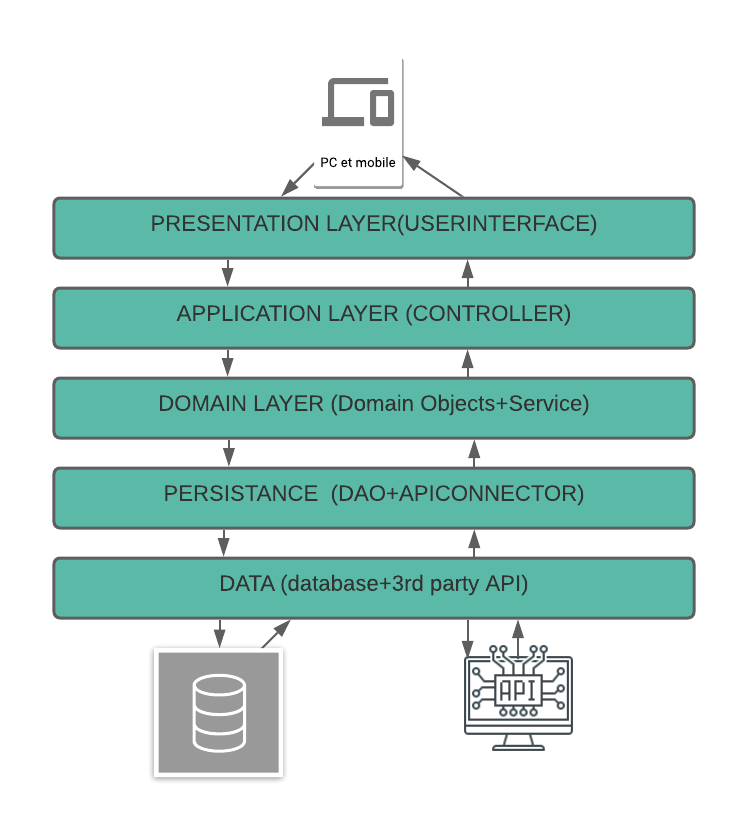 PC et mobile
PRESENTATION LAYER(USERINTERFACE)
APPLICATION LAYER (CONTROLLER)
DOMAIN LAYER (Domain Objects+Service)
PERSISTANCE  (DAO+APICONNECTOR)
DATA (database+3rd party API)
API